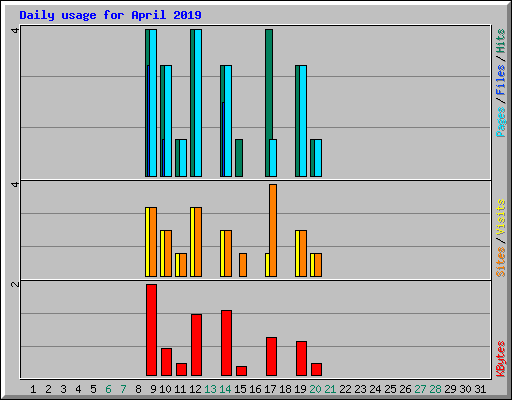 Daily usage for April 2019
4
Pages/Files/Hits
4
Sites/Visits
2
KBytes
1 2 3 4 5 6 7 8 9 10 11 12 13 14 15 16 17 18 19 20 21 22 23 24 25 26 27 28 29 30 31